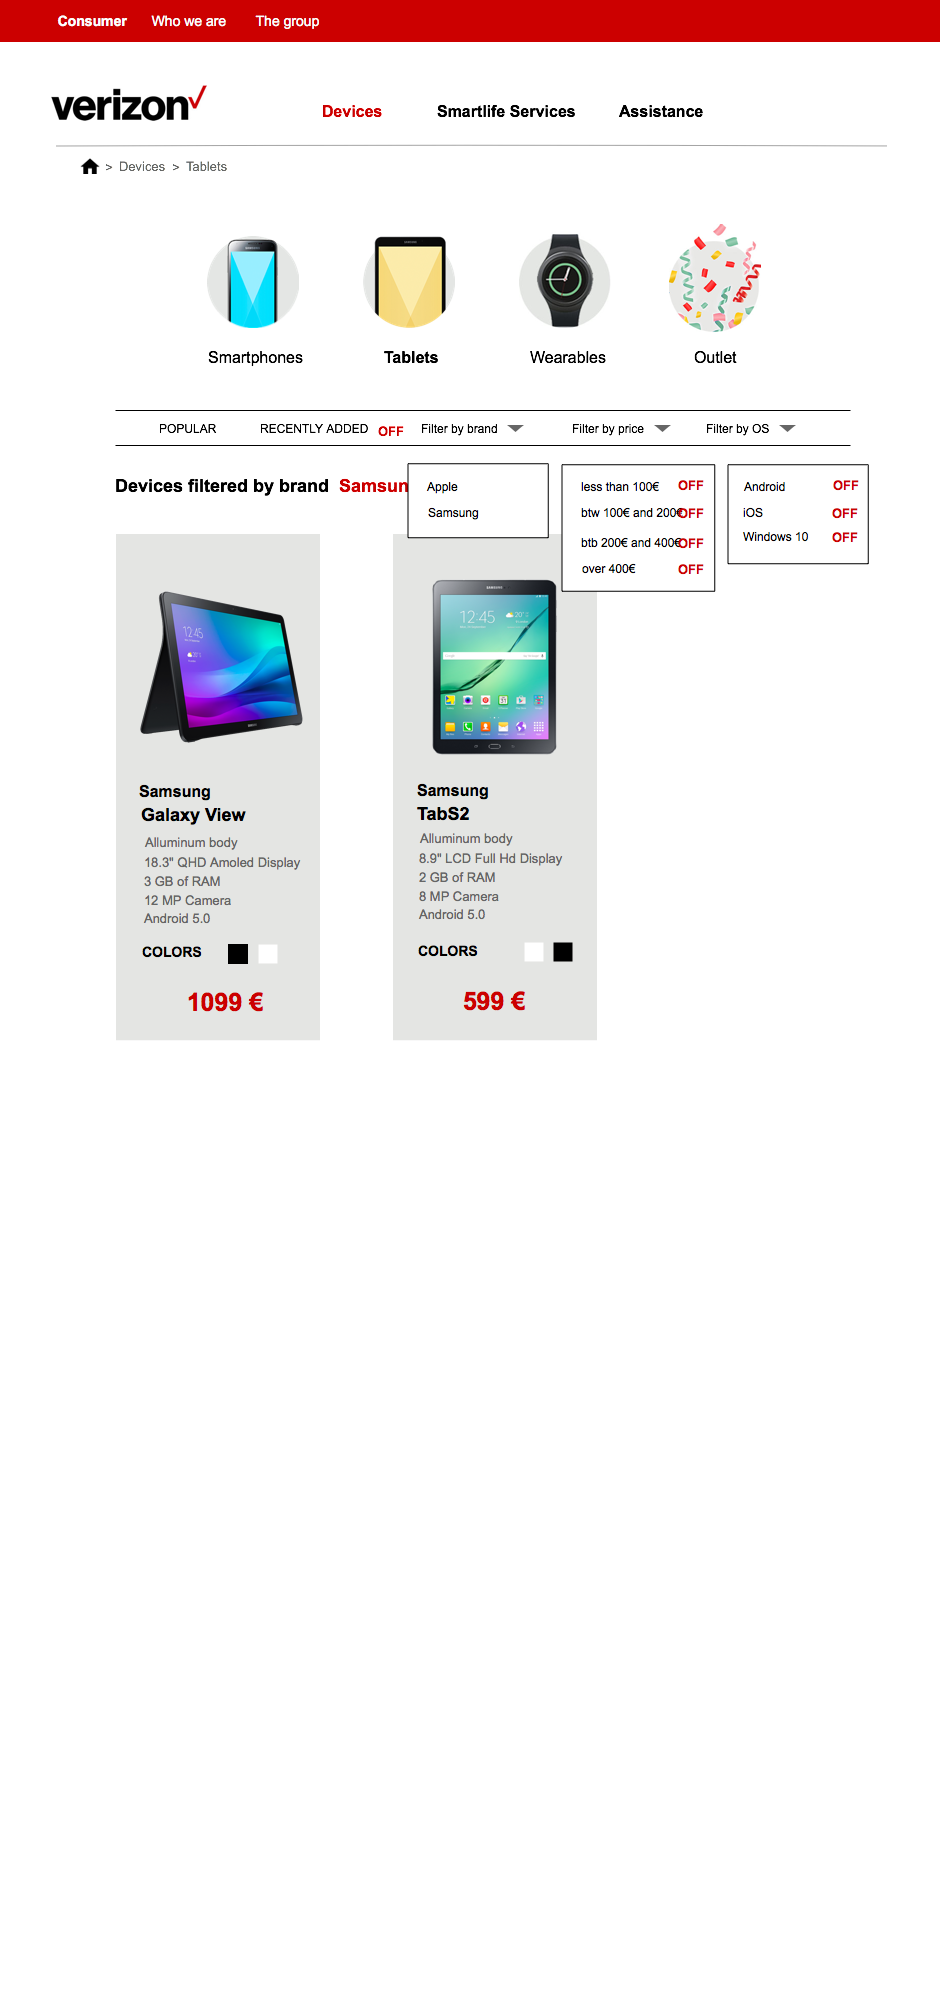 Consumer Who we are The group
verizon
Devices Smartlife Services Assistance
> Devices > Tablets
Smartphones Tablets Wearables Outlet
POPULAR RECENTLY ADDED OFF Filter by brand Filter by price Filter by OS
Devices filtered by brand Samsun
Apple
Samsung
less than 100€ OFF
btw 100€ and 200€ OFF
btb 200€ and 400€ OFF
over 400€ OFF
Android OFF
iOS OFF
Windows 10 OFF
Samsung
Galaxy View
Alluminum body
18.3" QHD Amoled Display
3 GB of RAM
12 MP Camera
Android 5.0
COLORS
1099 €
SAMSUNG
12:45
20°
Samsung
TabS2
Alluminum body
8.9" LCD Full Hd Display
2 GB of RAM
8 MP Camera
Android 5.0
COLORS
599 €